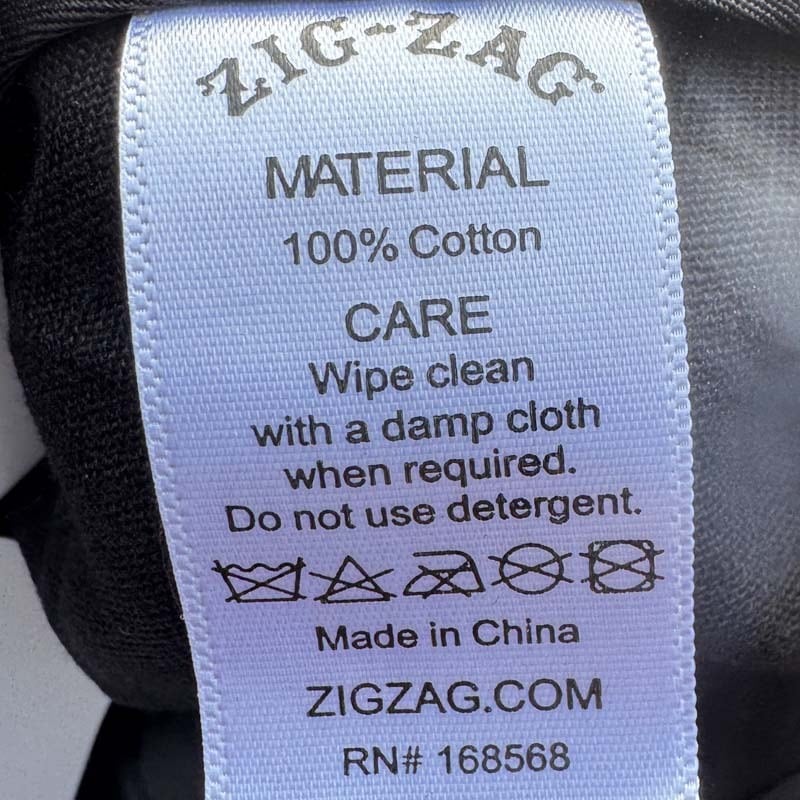 ZIG-ZAG
MATERIAL
100% Cotton
CARE
Wipe clean
with a damp cloth
when required.
Do not use detergent.
Made in China
ZIGZAG.COM
RN# 168568